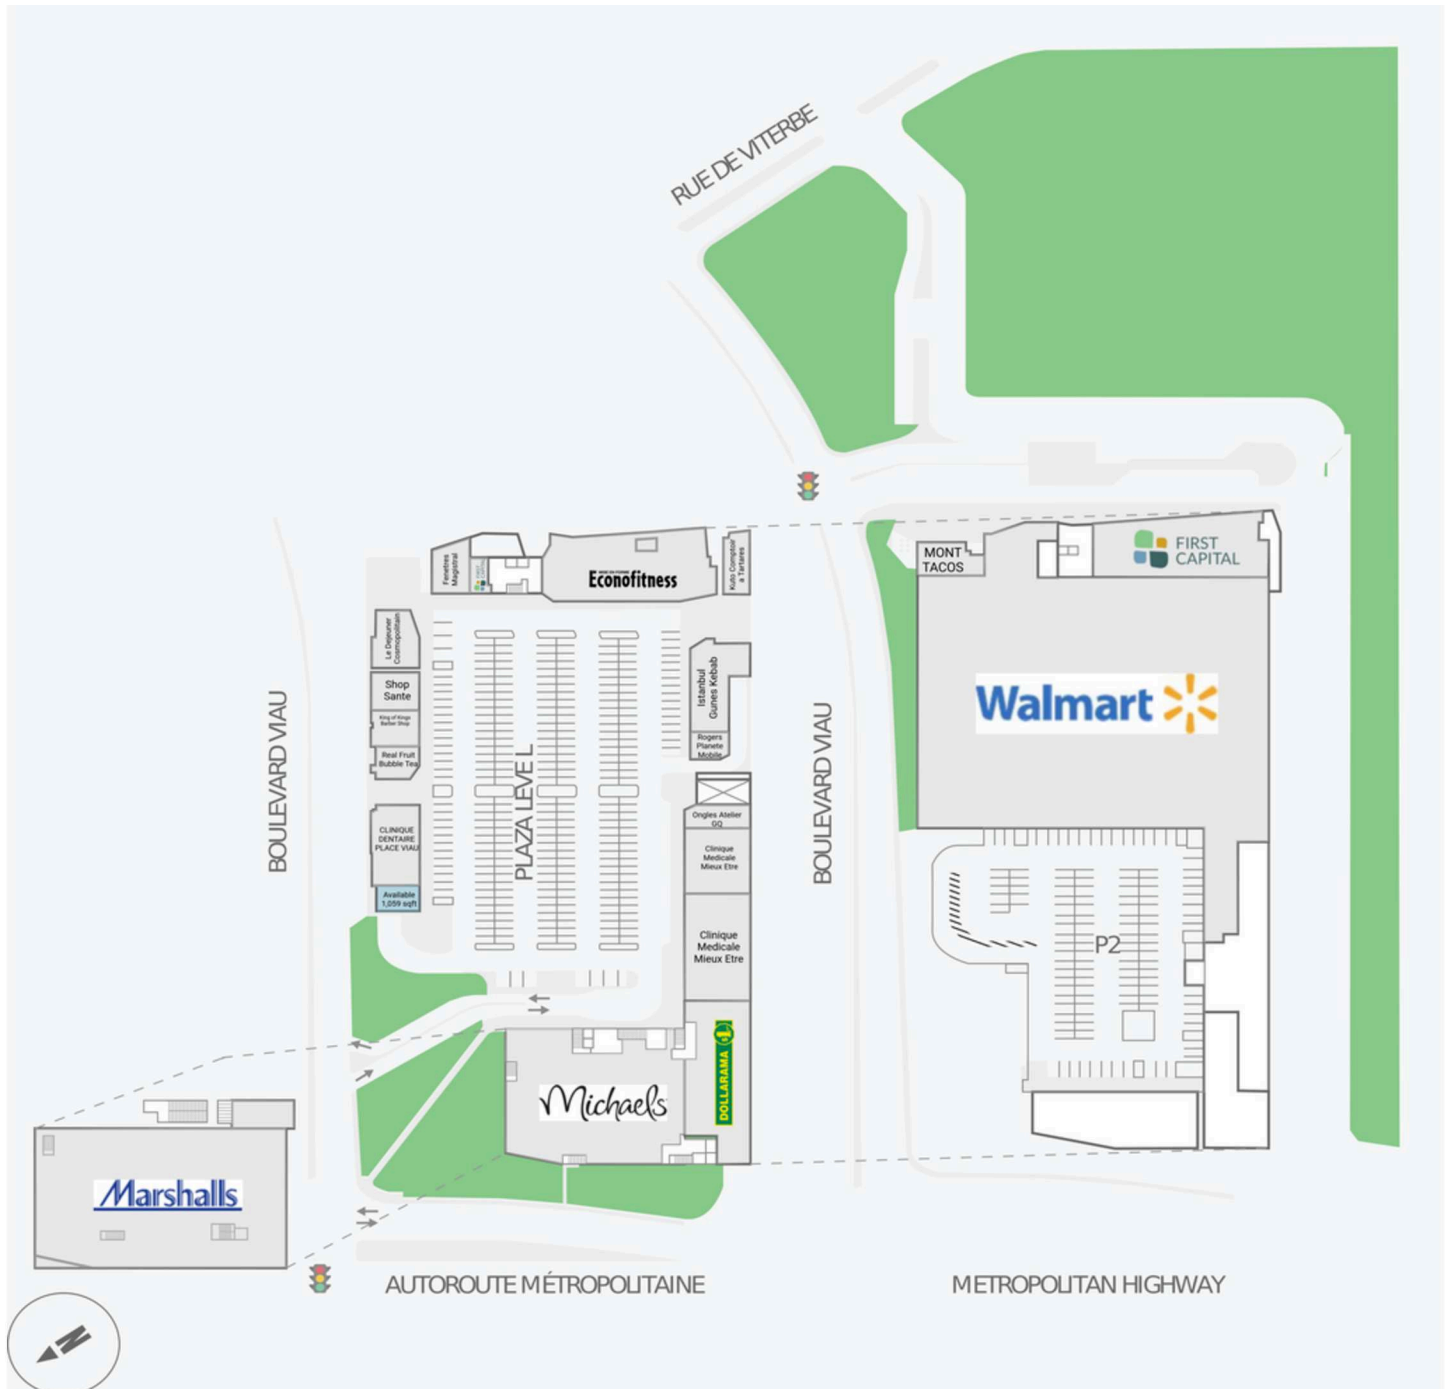 RUE DE VITERBE
Fenetres
Magistral
FIRST
CAPITAL
Econofitness
Kuto Comptoir
a Tartares
MONT
TACOS
FIRST
CAPITAL
Le Dejeuner
Cosmopolitain
Shop
Sante
King of Kings
Barber Shop
Real Fruit
Bubble Tea
Istanbul
Gunes Kebab
Rogers
Planete
Mobile
Walmart
BOULEVARD VIAU
PLAZA LEVEL
BOULEVARD VIAU
CLINIQUE
DENTAIRE
PLACE VIAU
Available
1,059 sqft
Ongles Atelier
GQ
Clinique
Medicale
Mieux Etre
Clinique
Medicale
Mieux Etre
P2
Michaels
DOLLARAMA
Marshalls
AUTOROUTE MÉTROPOLITAINE
METROPOLITAN HIGHWAY
N